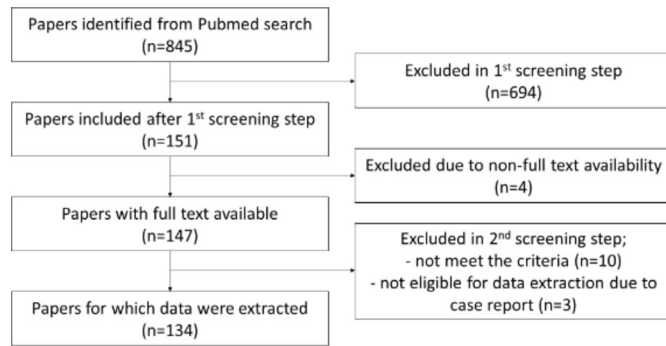 Papers identified from Pubmed search
(n=845)
Excluded in 1st screening step
(n=694)
Papers included after 1st screening step
(n=151)
Excluded due to non-full text availability
(n=4)
Papers with full text available
(n=147)
Excluded in 2nd screening step;
- not meet the criteria (n=10)
- not eligible for data extraction due to
case report (n=3)
Papers for which data were extracted
(n=134)